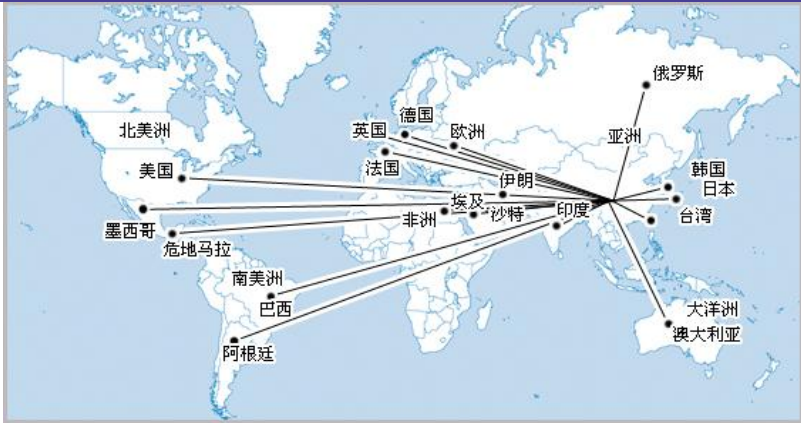 俄罗斯
德国
英国
欧洲
北美洲
亚洲
法国
美国
伊朗
韩国
日本
埃及
沙特
印度
非洲
台湾
墨西哥
危地马拉
南美洲
巴西
大洋洲
澳大利亚
阿根廷